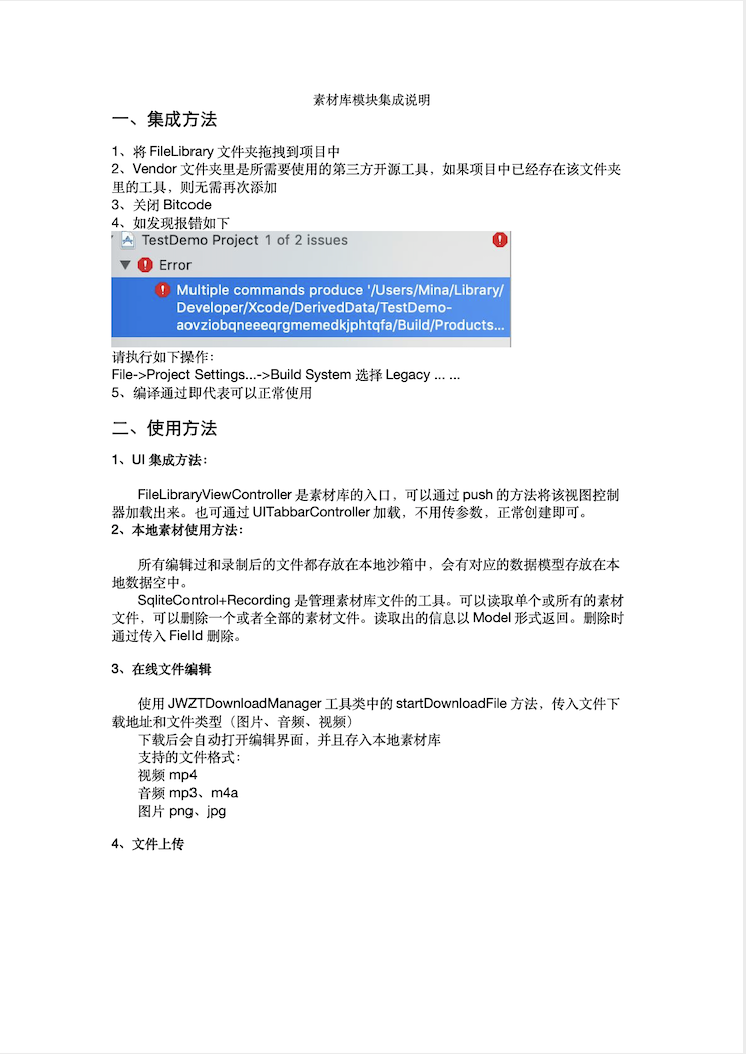 素材库模块集成说明
一、集成方法
1、将 FileLibrary 文件夹拖拽到项目中
2、Vendor 文件夹里是所需要使用的第三方开源工具，如果项目中已经存在该文件夹
里的工具，则无需再次添加
3、关闭 Bitcode
4、如发现报错如下
TestDemo Project 1 of 2 issues
Error
Multiple commands produce '/Users/Mina/Library/
Developer/Xcode/DerivedData/TestDemo-
aovziobqneeeqrgmemedkjphtqfa/Build/Products...
请执行如下操作：
File->Project Settings...->Build System 选择 Legacy ... ...
5、编译通过即代表可以正常使用
二、使用方法
1、UI 集成方法：
FileLibraryViewController 是素材库的入口，可以通过 push 的方法将该视图控制
器加载出来。也可通过 UITabbarController 加载，不用传参数，正常创建即可。
2、本地素材使用方法：
所有编辑过和录制后的文件都存放在本地沙箱中，会有对应的数据模型存放在本
地数据空中。
SqliteControl+Recording 是管理素材库文件的工具。可以读取单个或所有的素材
文件，可以删除一个或者全部的素材文件。读取出的信息以 Model 形式返回。删除时
通过传入 FielId 删除。
3、在线文件编辑
使用 JWZTDownloadManager 工具类中的 startDownloadFile 方法，传入文件下
载地址和文件类型（图片、音频、视频）
下载后会自动打开编辑界面，并且存入本地素材库
支持的文件格式：
视频 mp4
音频 mp3、m4a
图片 png、jpg
4、文件上传